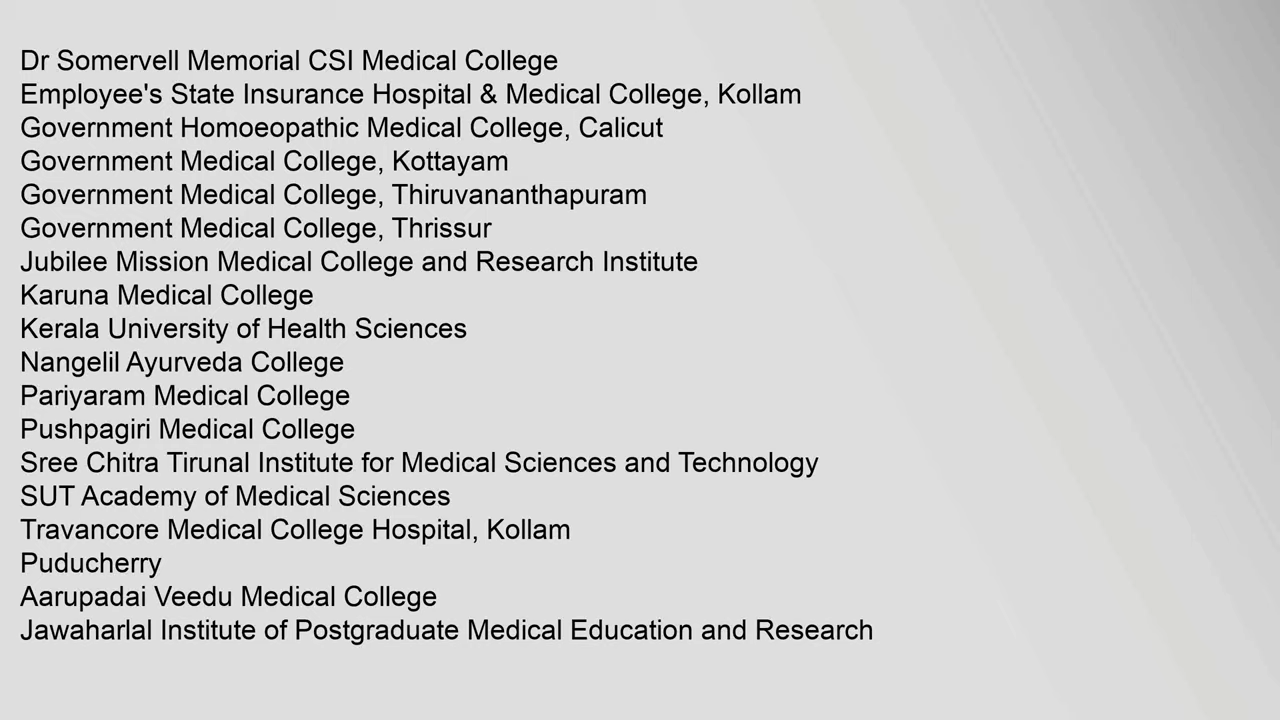 Dr Somervell Memorial CSI Medical College
Employee's State Insurance Hospital & Medical College, Kollam
Government Homoeopathic Medical College, Calicut
Government Medical College, Kottayam
Government Medical College, Thiruvananthapuram
Government Medical College, Thrissur
Jubilee Mission Medical College and Research Institute
Karuna Medical College
Kerala University of Health Sciences
Nangelil Ayurveda College
Pariyaram Medical College
Pushpagiri Medical College
Sree Chitra Tirunal Institute for Medical Sciences and Technology
SUT Academy of Medical Sciences
Travancore Medical College Hospital, Kollam
Puducherry
Aarupadai Veedu Medical College
Jawaharlal Institute of Postgraduate Medical Education and Research